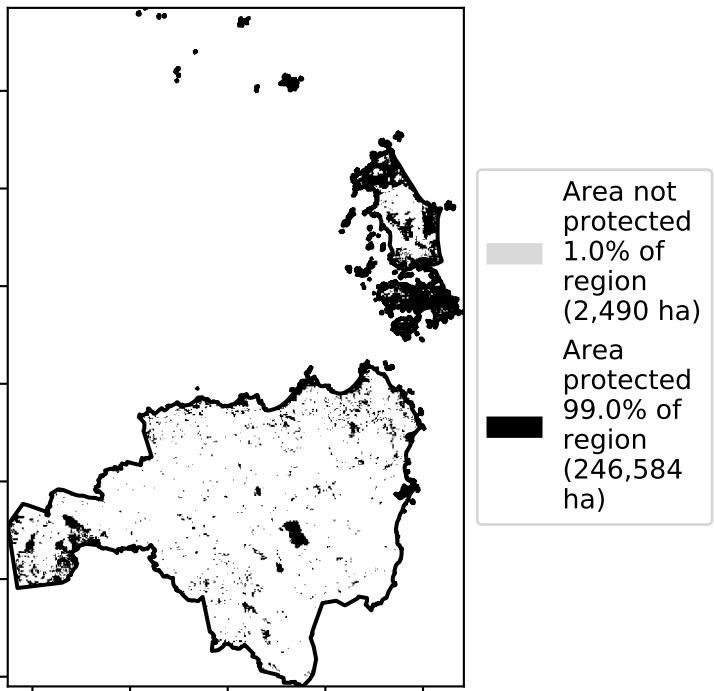 Area not
protected
1.0% of
region
(2,490 ha)
Area
protected
99.0% of
region
(246,584
ha)